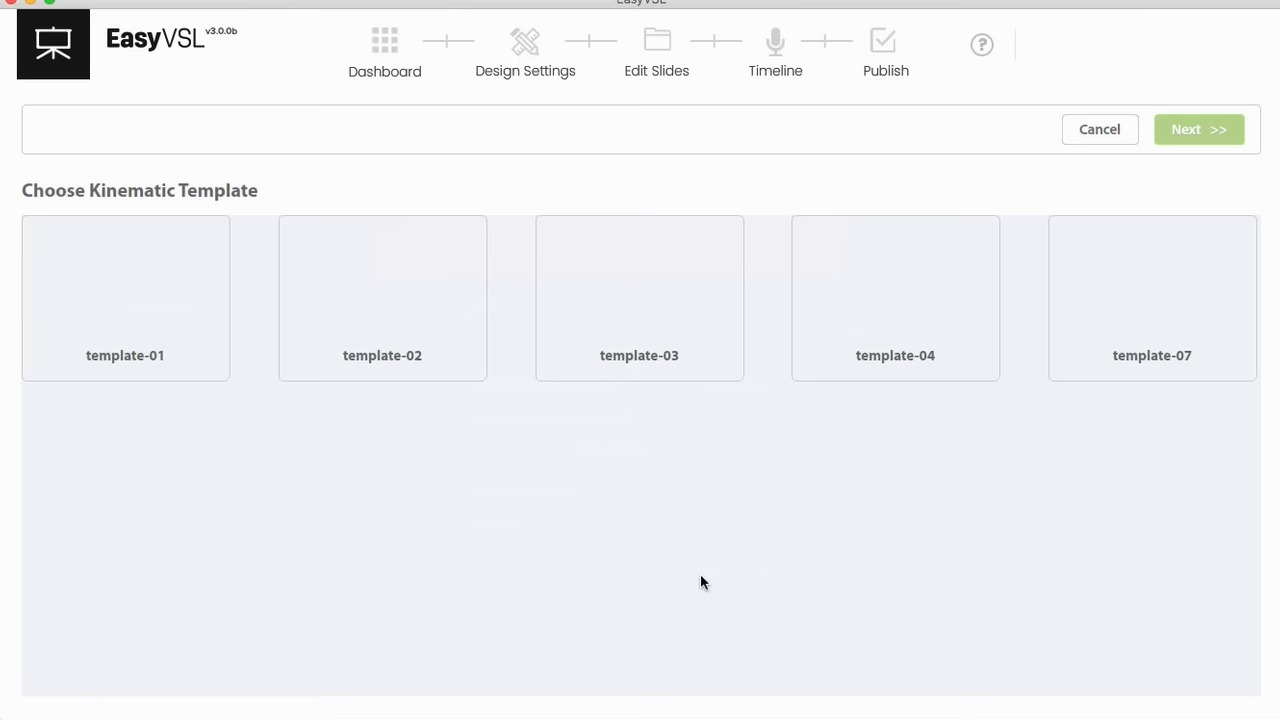 EasyVSL
EasyVSL v3.0.0b
Dashboard
Design Settings
Edit Slides
Timeline
Publish
?
Cancel
Next >>
Choose Kinematic Template
template-01
template-02
template-03
template-04
template-07